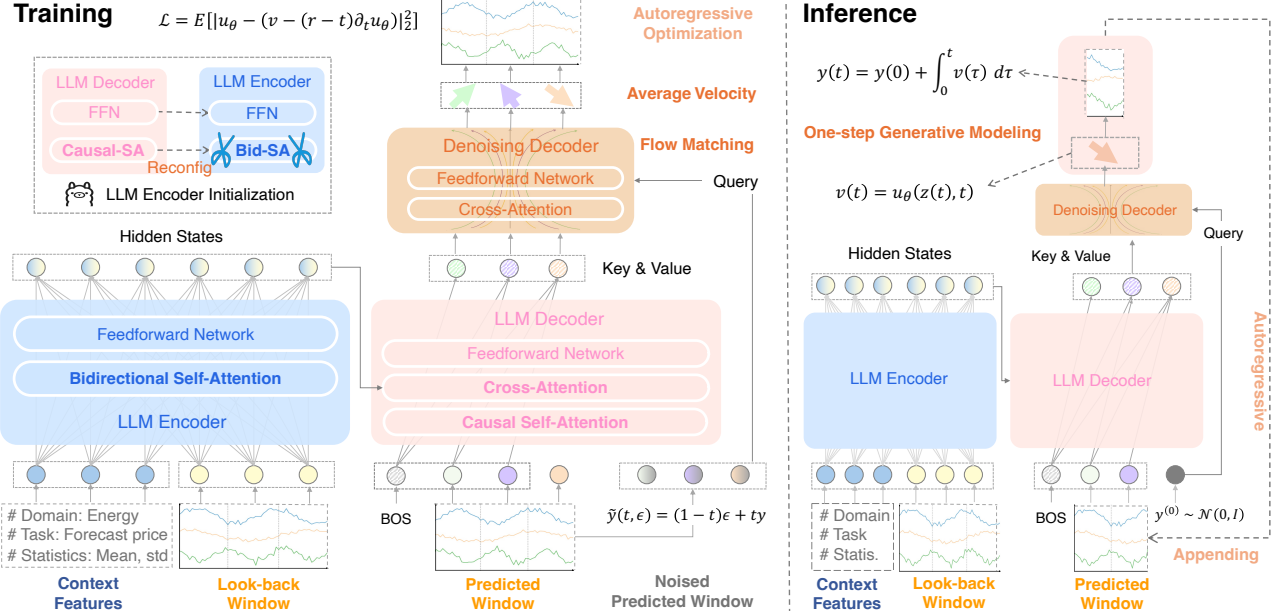 Training
ℒ = E[|u_θ − (v − (r − t)∂_t u_θ)|²₂]
Autoregressive
Optimization
LLM Decoder
FFN
Causal-SA
LLM Encoder
FFN
Bid-SA
Reconfig
LLM Encoder Initialization
Average Velocity
Flow Matching
Denoising Decoder
Feedforward Network
Cross-Attention
Query
Key & Value
Hidden States
Feedforward Network
Bidirectional Self-Attention
LLM Encoder
LLM Decoder
Feedforward Network
Cross-Attention
Causal Self-Attention
# Domain: Energy
# Task: Forecast price
# Statistics: Mean, std
BOS
ỹ(t, ϵ) = (1 − t)ϵ + ty
Context
Features
Look-back
Window
Predicted
Window
Noised
Predicted Window
Inference
y(t) = y(0) + ∫₀ᵗ v(τ) dτ
One-step Generative Modeling
v(t) = u_θ(z(t), t)
Denoising Decoder
Query
Key & Value
Hidden States
LLM Encoder
LLM Decoder
Autoregressive
# Domain
# Task
# Statis.
BOS
y⁽⁰⁾ ~ 𝒩(0, I)
Appending
Context
Features
Look-back
Window
Predicted
Window